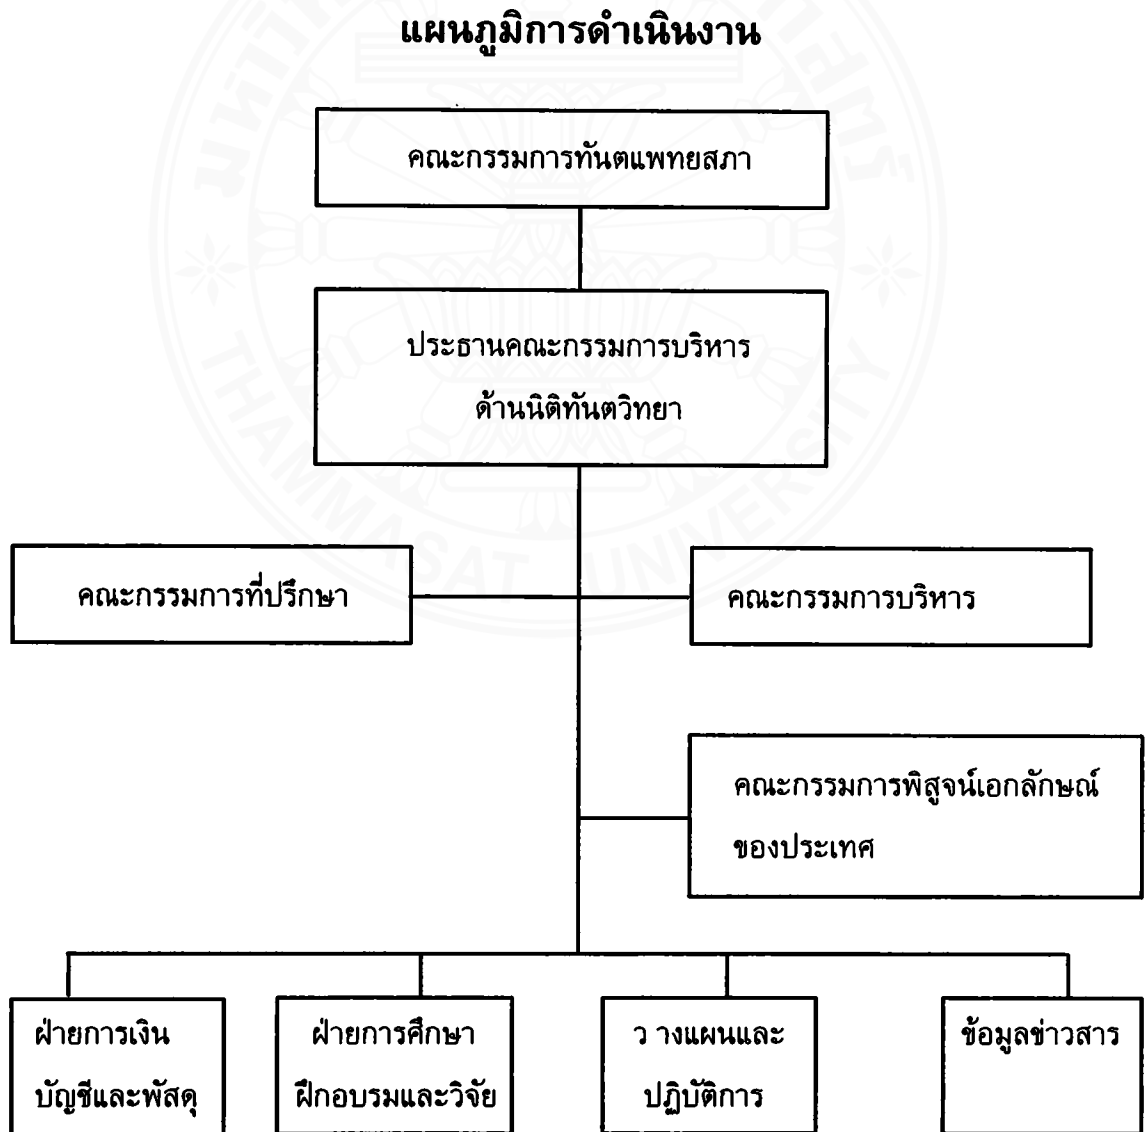 แผนภูมิการดำเนินงาน
คณะกรรมการทันตแพทยสภา
ประธานคณะกรรมการบริหาร
ด้านนิติทันตวิทยา
คณะกรรมการที่ปรึกษา
คณะกรรมการบริหาร
คณะกรรมการพิสูจน์เอกลักษณ์
ของประเทศ
ฝ่ายการเงิน
บัญชีและพัสดุ
ฝ่ายการศึกษา
ฝึกอบรมและวิจัย
ว างแผนและ
ปฏิบัติการ
ข้อมูลข่าวสาร
THAMMASAT UNIVERSITY